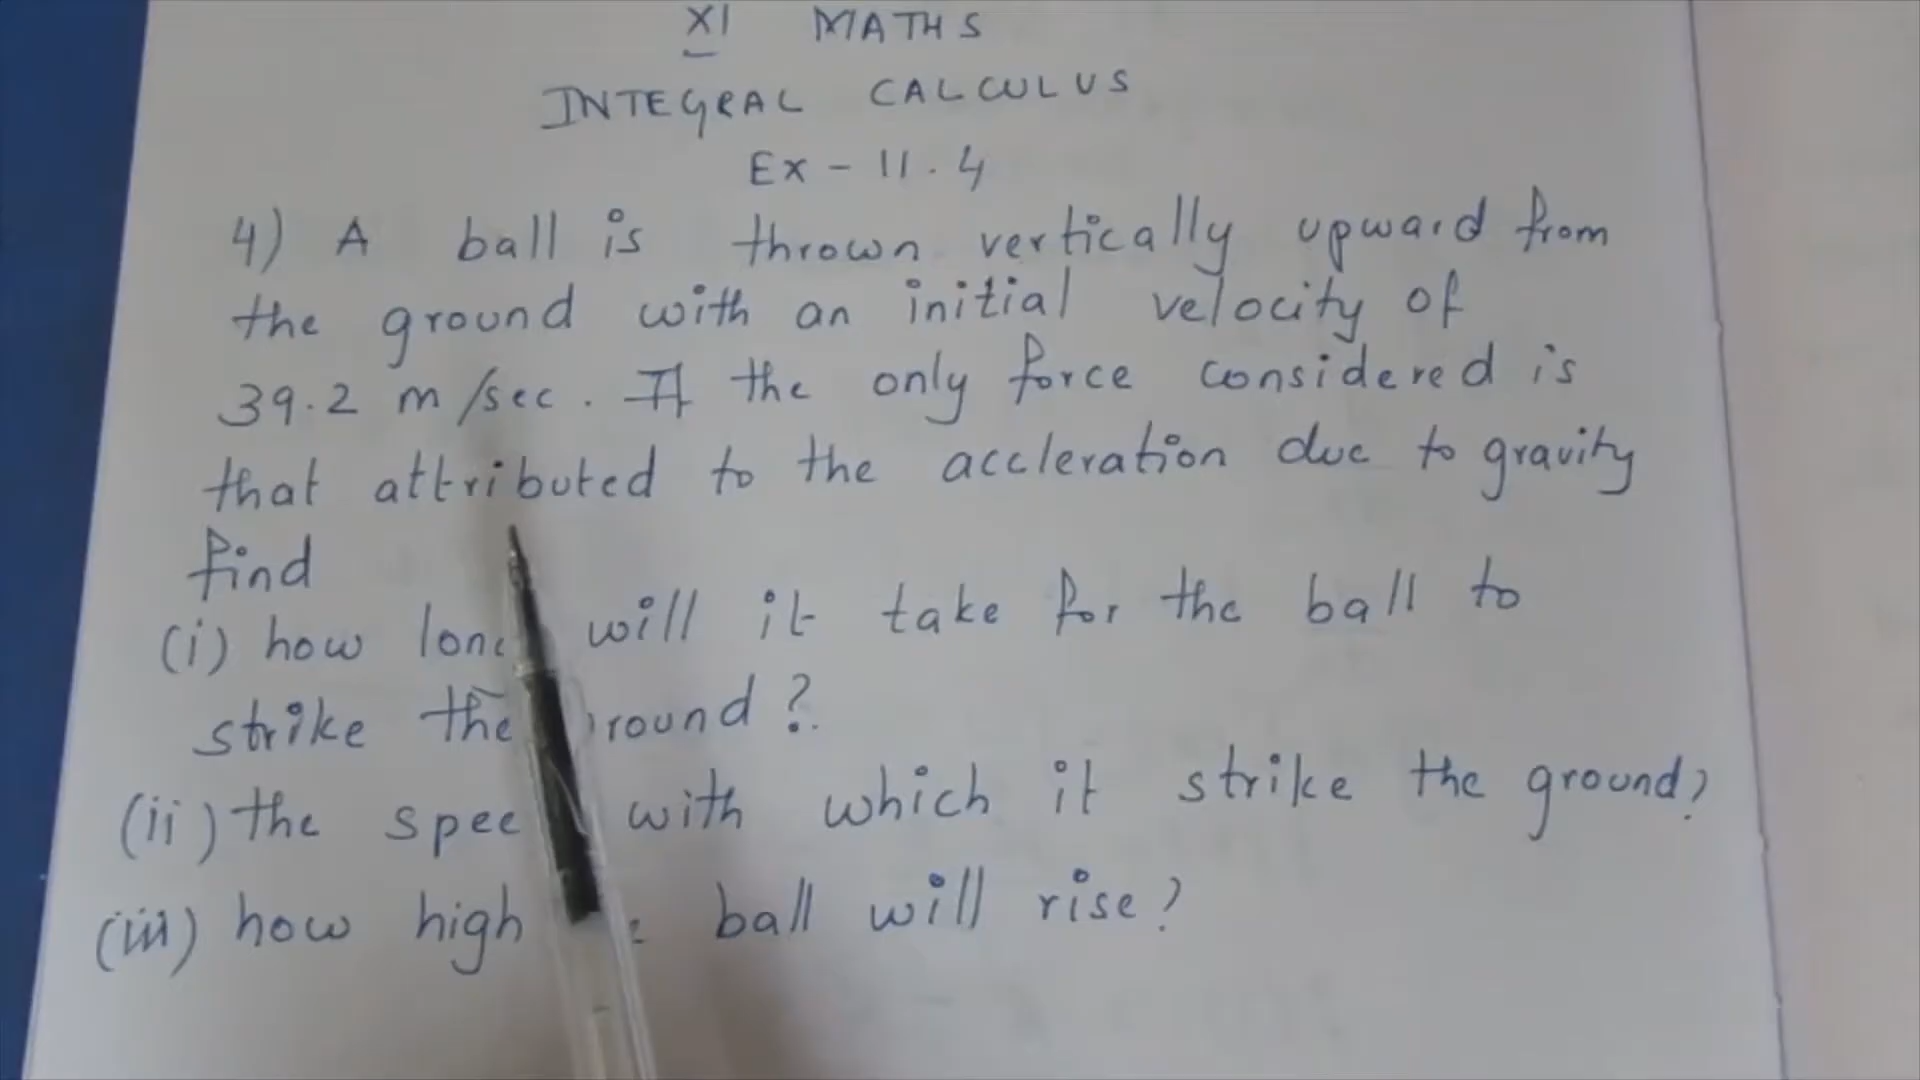 XI MATHS
INTEGRAL CALCULUS
Ex - 11.4
4) A ball is thrown vertically upward from
the ground with an initial velocity of
39.2 m/sec. If the only force considered is
that attributed to the accleration due to gravity
find
(i) how will it take for the ball to
strike the ?
(ii) the with which it strike the ground?
(iii) how high ball will rise?